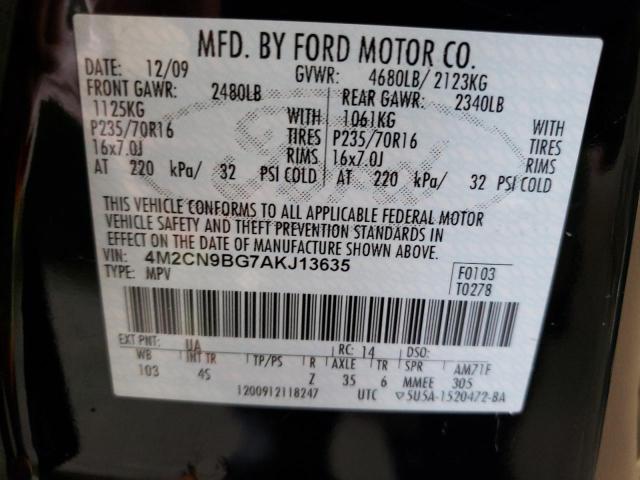 MFD. BY FORD MOTOR CO.
DATE: 12/09 GVWR: 4680LB/ 2123KG
FRONT GAWR: 2480LB REAR GAWR: 2340LB
1125KG WITH 1061KG WITH
P235/70R16 TIRES P235/70R16 TIRES
16x7.0J RIMS 16x7.0J RIMS
AT 220 kPa/ 32 PSI COLD AT 220 kPa/ 32 PSI COLD
THIS VEHICLE CONFORMS TO ALL APPLICABLE FEDERAL MOTOR
VEHICLE SAFETY AND THEFT PREVENTION STANDARDS IN
EFFECT ON THE DATE OF MANUFACTURE SHOWN ABOVE.
VIN: 4M2CN9BG7AKJ13635 F0103
TYPE: MPV T0278
EXT PNT: UA RC: 14 DSO:
WB INT TR TP/PS R AXLE TR SPR AM71F
103 4S Z 35 6 MMEE 305
1200912118247 UTC ▽5U5A-1520472-BA